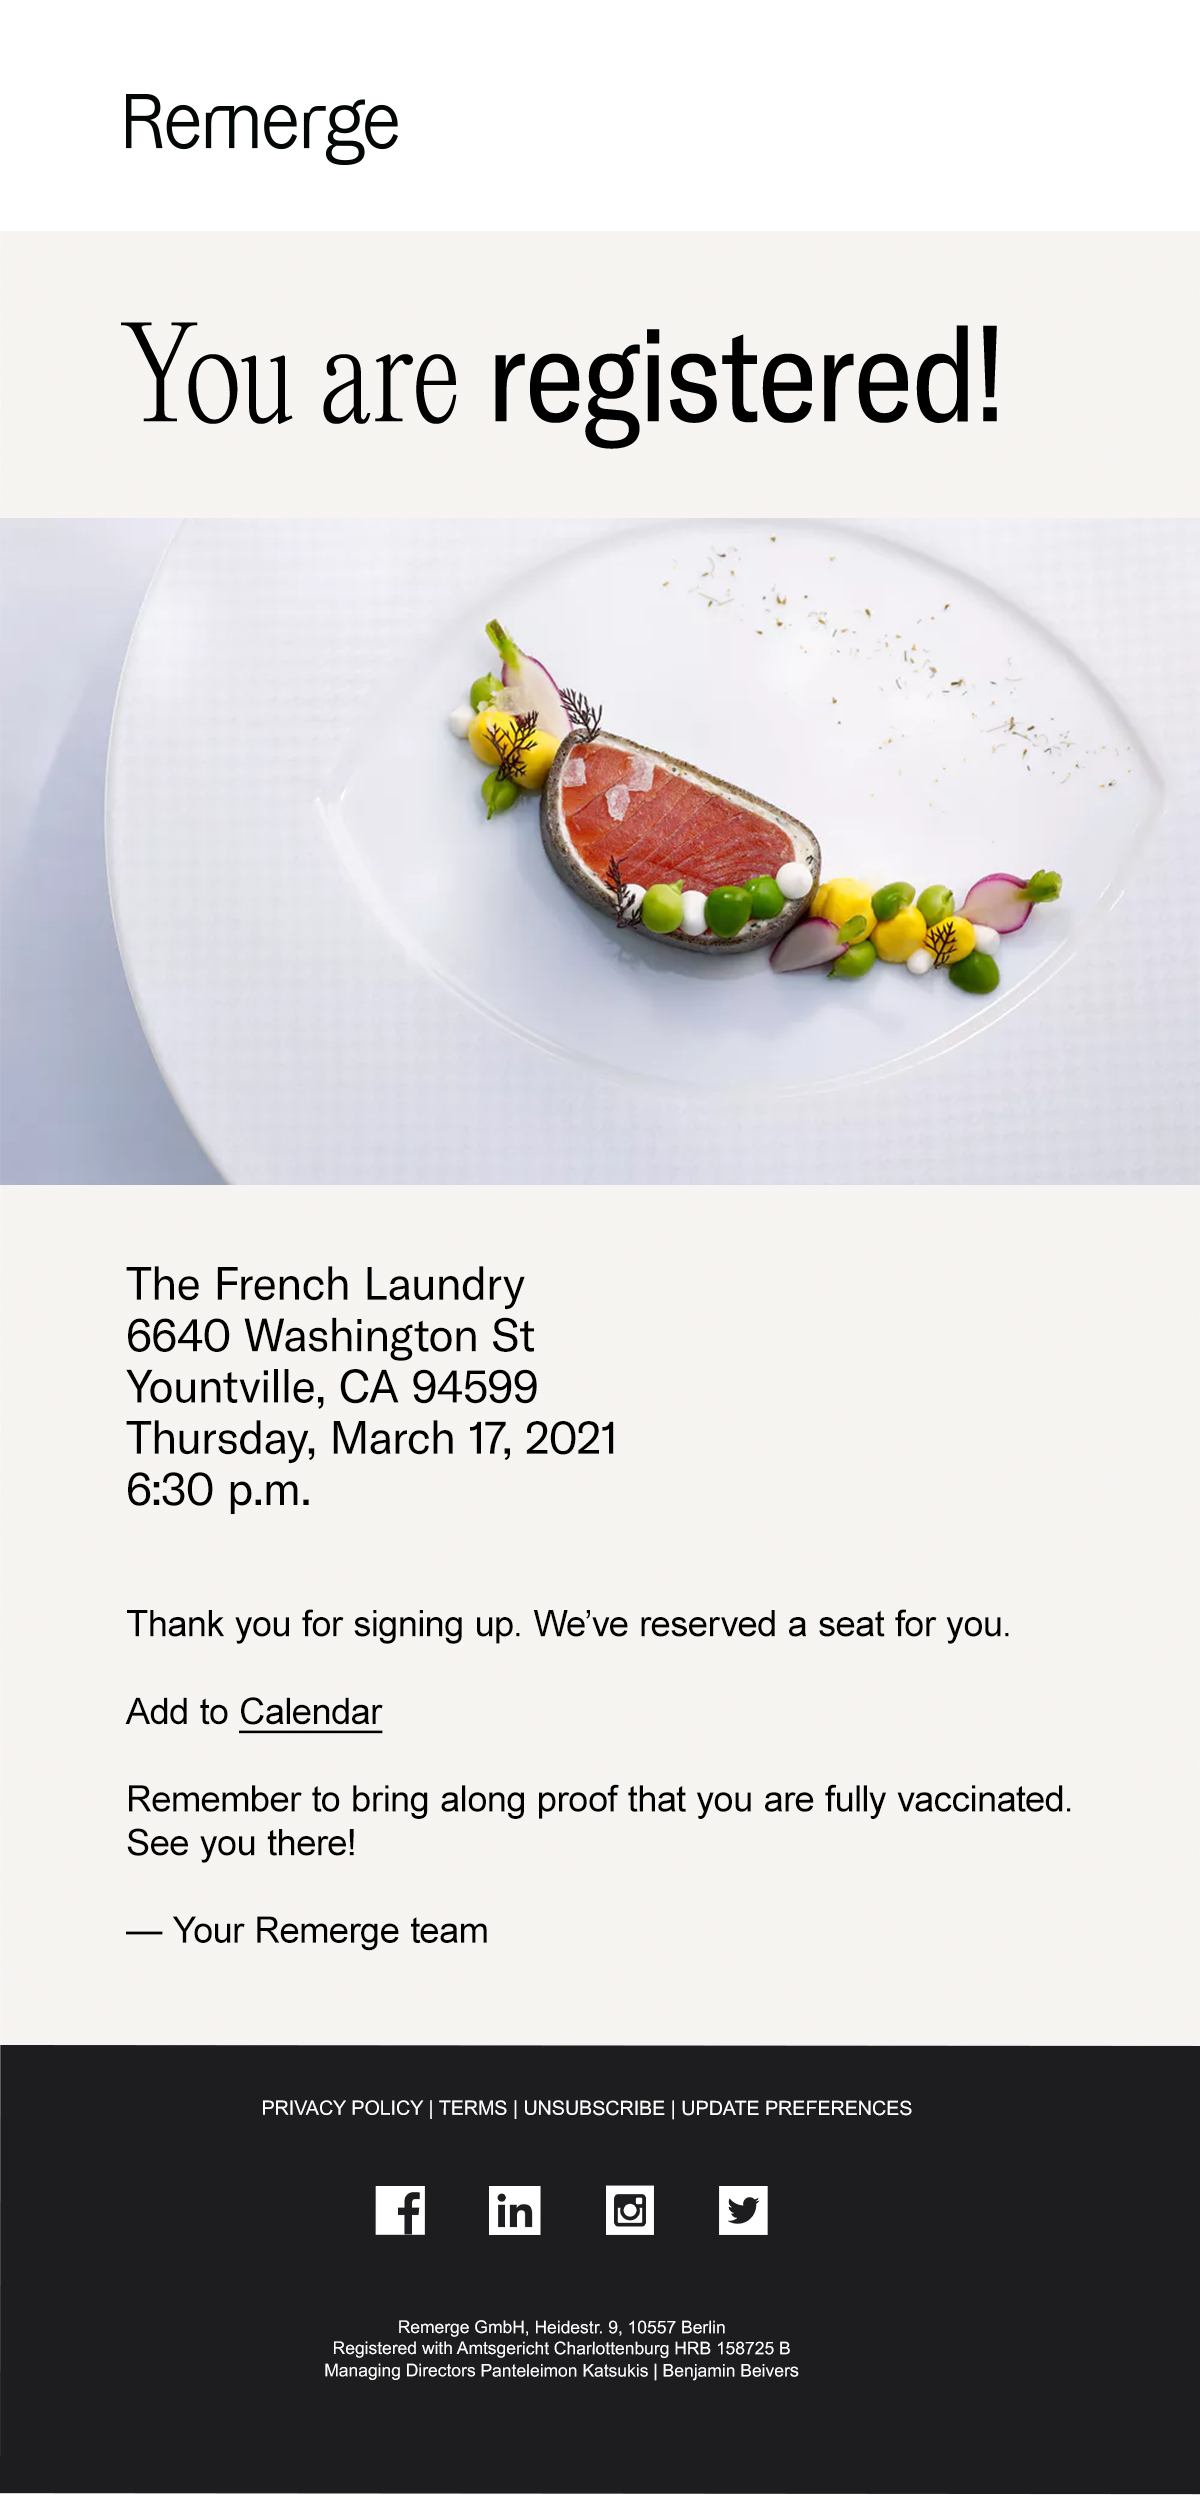 Remerge
You are registered!
The French Laundry
6640 Washington St
Yountville, CA 94599
Thursday, March 17, 2021
6:30 p.m.
Thank you for signing up. We’ve reserved a seat for you.
Add to Calendar
Remember to bring along proof that you are fully vaccinated.
See you there!
— Your Remerge team
PRIVACY POLICY | TERMS | UNSUBSCRIBE | UPDATE PREFERENCES
Remerge GmbH, Heidestr. 9, 10557 Berlin
Registered with Amtsgericht Charlottenburg HRB 158725 B
Managing Directors Panteleimon Katsukis | Benjamin Beivers